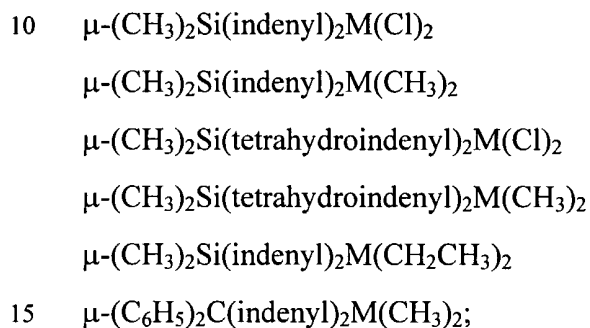 10 μ-(CH₃)₂Si(indenyl)₂M(Cl)₂
μ-(CH₃)₂Si(indenyl)₂M(CH₃)₂
μ-(CH₃)₂Si(tetrahydroindenyl)₂M(Cl)₂
μ-(CH₃)₂Si(tetrahydroindenyl)₂M(CH₃)₂
μ-(CH₃)₂Si(indenyl)₂M(CH₂CH₃)₂
15 μ-(C₆H₅)₂C(indenyl)₂M(CH₃)₂;